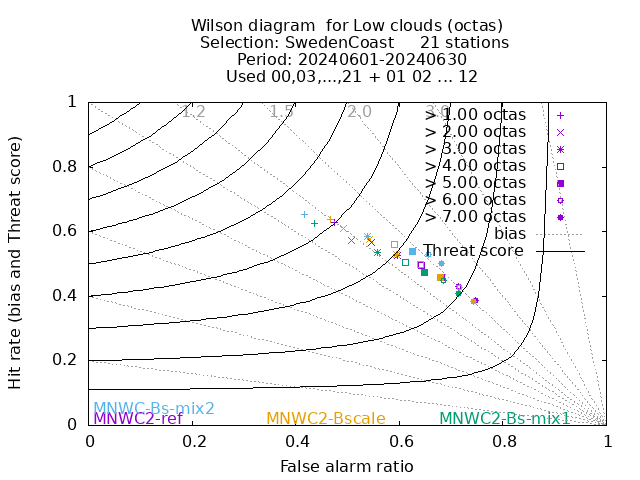 Wilson diagram  for Low clouds (octas)
Selection: SwedenCoast     21 stations
Period: 20240601-20240630
Used 00,03,...,21 + 01 02 ... 12
Hit rate (bias and Threat score)
1
0.8
0.6
0.4
0.2
0
1.2
1.5
2.0
3.0
> 1.00 octas
> 2.00 octas
> 3.00 octas
> 4.00 octas
> 5.00 octas
> 6.00 octas
> 7.00 octas
bias
Threat score
MNWC-Bs-mix2
MNWC2-ref
MNWC2-Bscale
MNWC2-Bs-mix1
0 0.2 0.4 0.6 0.8 1
False alarm ratio